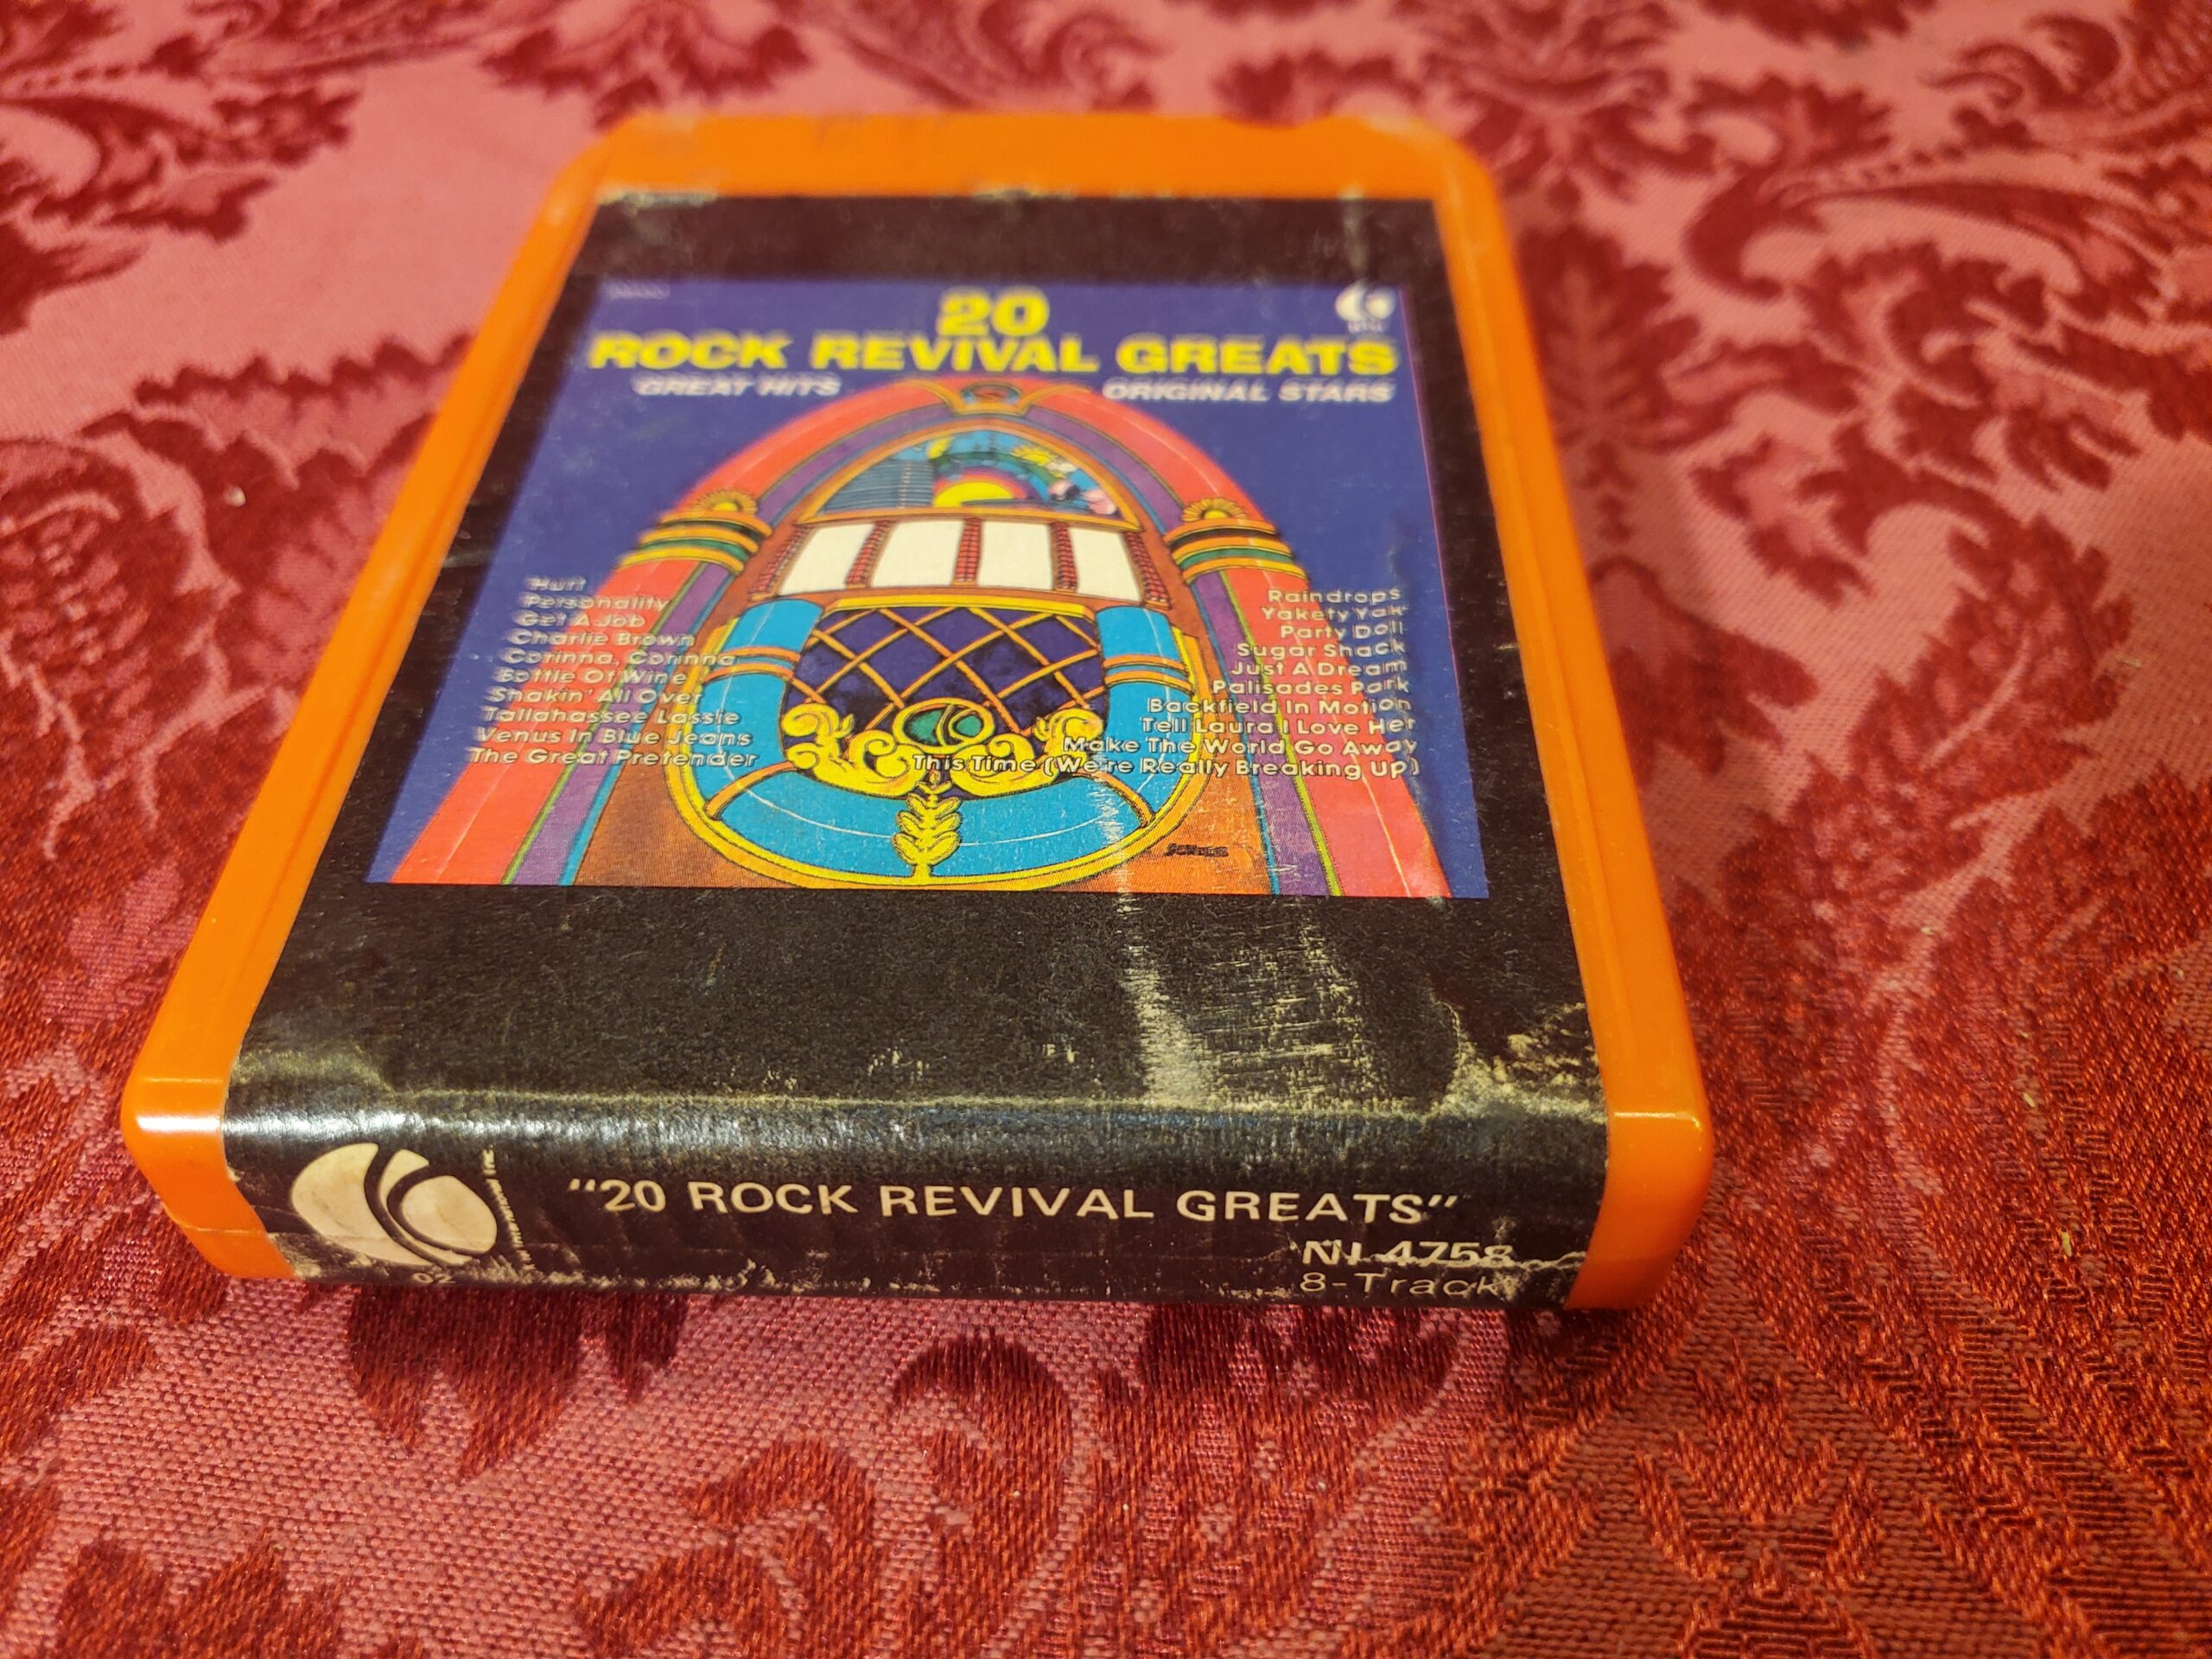 20
ROCK REVIVAL GREATS
GREAT HITS
ORIGINAL STARS
Hurt
Personality
Get A Job
Charlie Brown
Corinna, Corinna
Bottle Of Wine
Shakin' All Over
Tallahassee Lassie
Venus In Blue Jeans
The Great Pretender
Raindrops
Yakety Yak
Party Doll
Sugar Shack
Just A Dream
Palisades Park
Backfield In Motion
Tell Laura I Love Her
Make The World Go Away
This Time (We're Really Breaking Up)
"20 ROCK REVIVAL GREATS"
02
8-Track